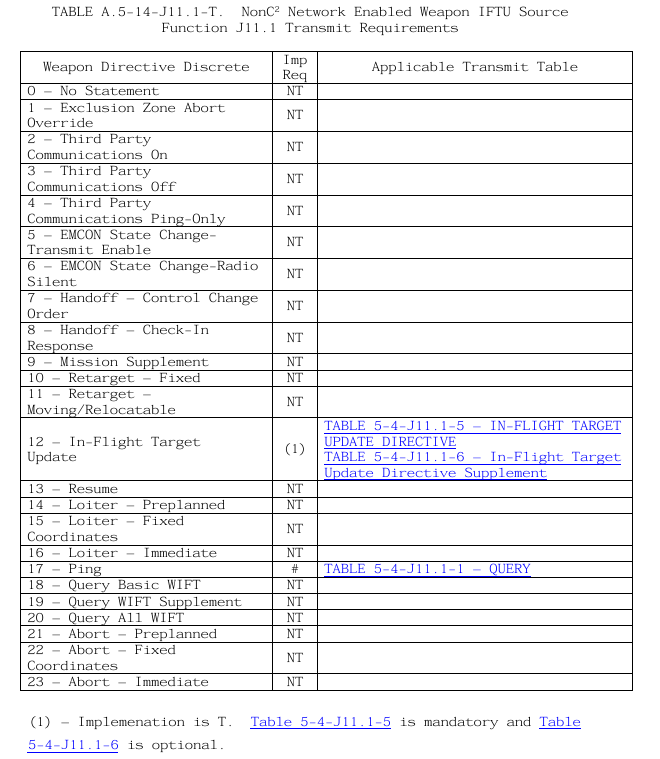 TABLE A.5-14-J11.1-T.  NonC² Network Enabled Weapon IFTU Source
Function J11.1 Transmit Requirements
Weapon Directive Discrete
Imp
Req
Applicable Transmit Table
0 – No Statement
NT
1 – Exclusion Zone Abort
Override
NT
2 – Third Party
Communications On
NT
3 – Third Party
Communications Off
NT
4 – Third Party
Communications Ping-Only
NT
5 – EMCON State Change-
Transmit Enable
NT
6 – EMCON State Change-Radio
Silent
NT
7 – Handoff – Control Change
Order
NT
8 – Handoff – Check-In
Response
NT
9 – Mission Supplement
NT
10 – Retarget – Fixed
NT
11 – Retarget –
Moving/Relocatable
NT
12 – In-Flight Target
Update
(1)
TABLE 5-4-J11.1-5 – IN-FLIGHT TARGET
UPDATE DIRECTIVE
TABLE 5-4-J11.1-6 – In-Flight Target
Update Directive Supplement
13 – Resume
NT
14 – Loiter – Preplanned
NT
15 – Loiter – Fixed
Coordinates
NT
16 – Loiter – Immediate
NT
17 – Ping
#
TABLE 5-4-J11.1-1 – QUERY
18 – Query Basic WIFT
NT
19 – Query WIFT Supplement
NT
20 – Query All WIFT
NT
21 – Abort – Preplanned
NT
22 – Abort – Fixed
Coordinates
NT
23 – Abort – Immediate
NT
(1) – Implemenation is T.  Table 5-4-J11.1-5 is mandatory and Table
5-4-J11.1-6 is optional.